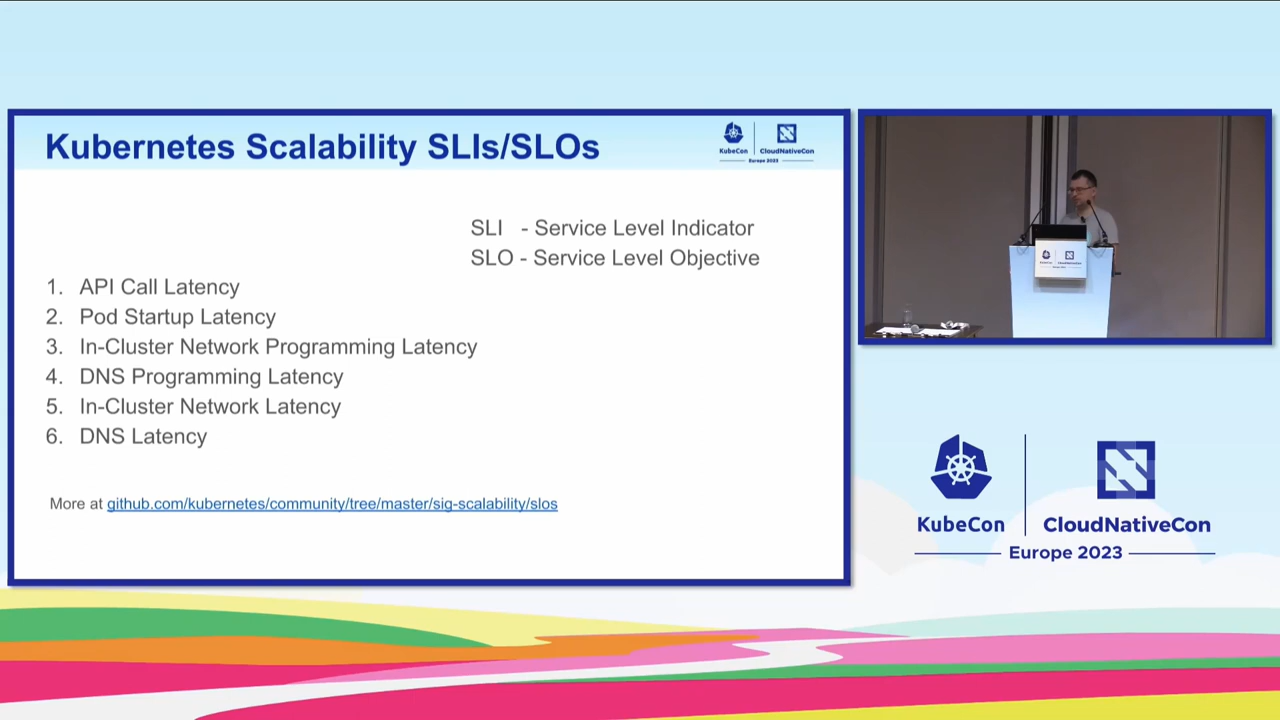 Kubernetes Scalability SLIs/SLOs
KubeCon
CloudNativeCon
Europe 2023
SLI - Service Level Indicator
SLO - Service Level Objective
1. API Call Latency
2. Pod Startup Latency
3. In-Cluster Network Programming Latency
4. DNS Programming Latency
5. In-Cluster Network Latency
6. DNS Latency
More at github.com/kubernetes/community/tree/master/sig-scalability/slos
KubeCon
CloudNativeCon
Europe 2023